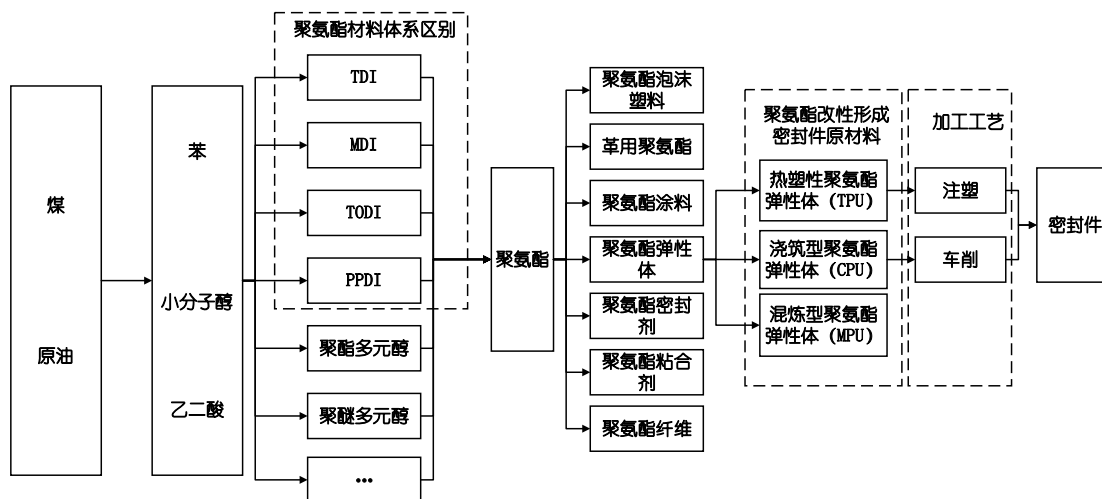 煤
原油
苯
小分子醇
乙二酸
聚氨酯材料体系区别
TDI
MDI
TODI
PPDI
聚酯多元醇
聚醚多元醇
…
聚氨酯
聚氨酯泡沫
塑料
革用聚氨酯
聚氨酯涂料
聚氨酯弹性
体
聚氨酯密封
剂
聚氨酯粘合
剂
聚氨酯纤维
聚氨酯改性形成
密封件原材料
热塑性聚氨酯
弹性体（TPU）
浇筑型聚氨酯
弹性体（CPU）
混炼型聚氨酯
弹性体（MPU）
加工工艺
注塑
车削
密封件